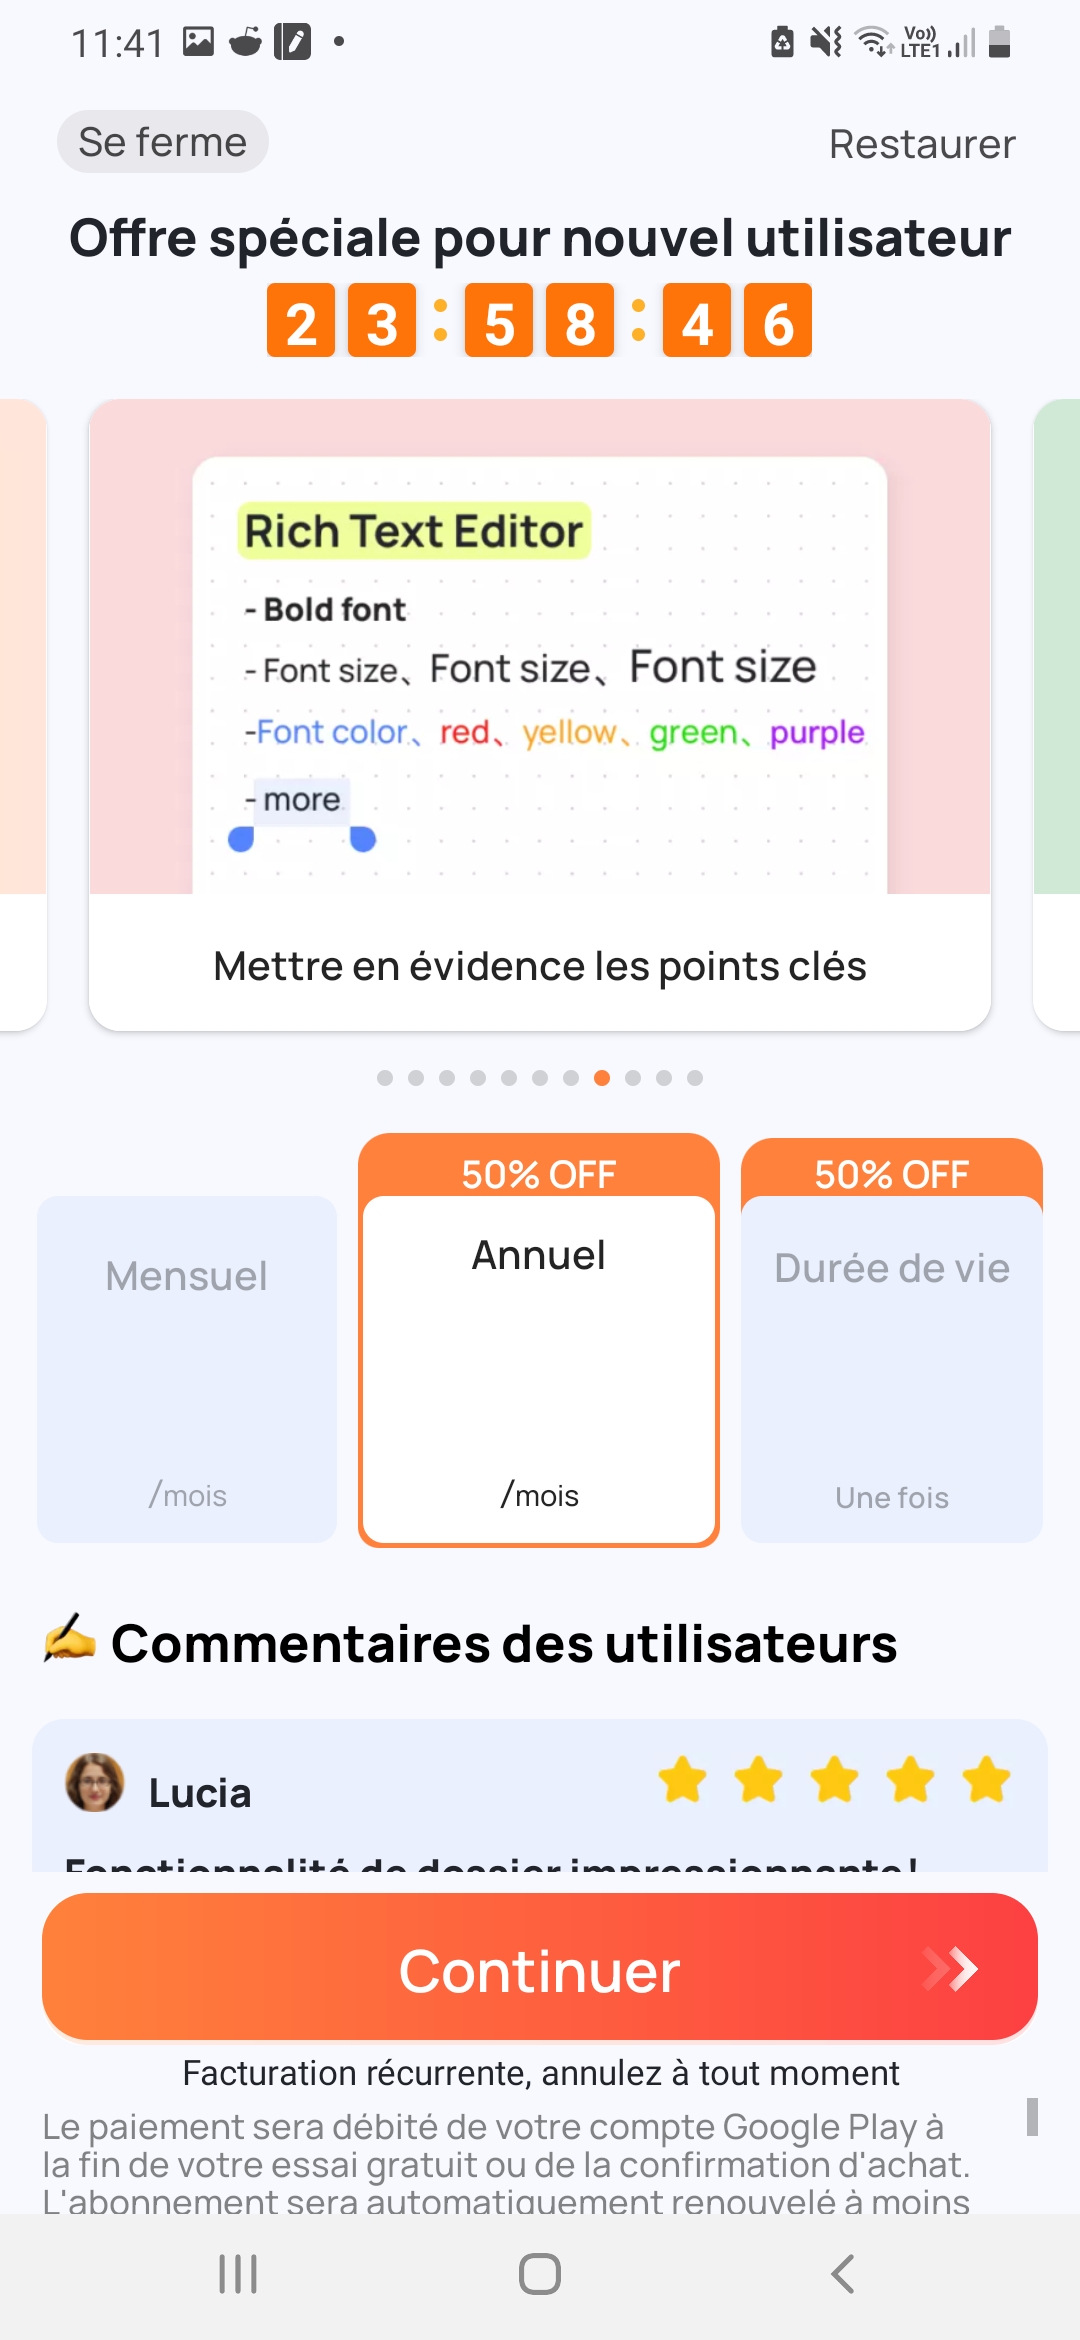 11:41
Vo))
LTE1
Se ferme
Restaurer
Offre spéciale pour nouvel utilisateur
23:58:46
Rich Text Editor
- Bold font
- Font size、Font size、Font size
-Font color、red、yellow、green、purple
- more
Mettre en évidence les points clés
50% OFF
50% OFF
Mensuel
Annuel
Durée de vie
/mois
/mois
Une fois
✍ Commentaires des utilisateurs
Lucia
Fonctionnalité de dossier impressionnante!
Continuer
Facturation récurrente, annulez à tout moment
Le paiement sera débité de votre compte Google Play à
la fin de votre essai gratuit ou de la confirmation d'achat.
L'abonnement sera automatiquement renouvelé à moins